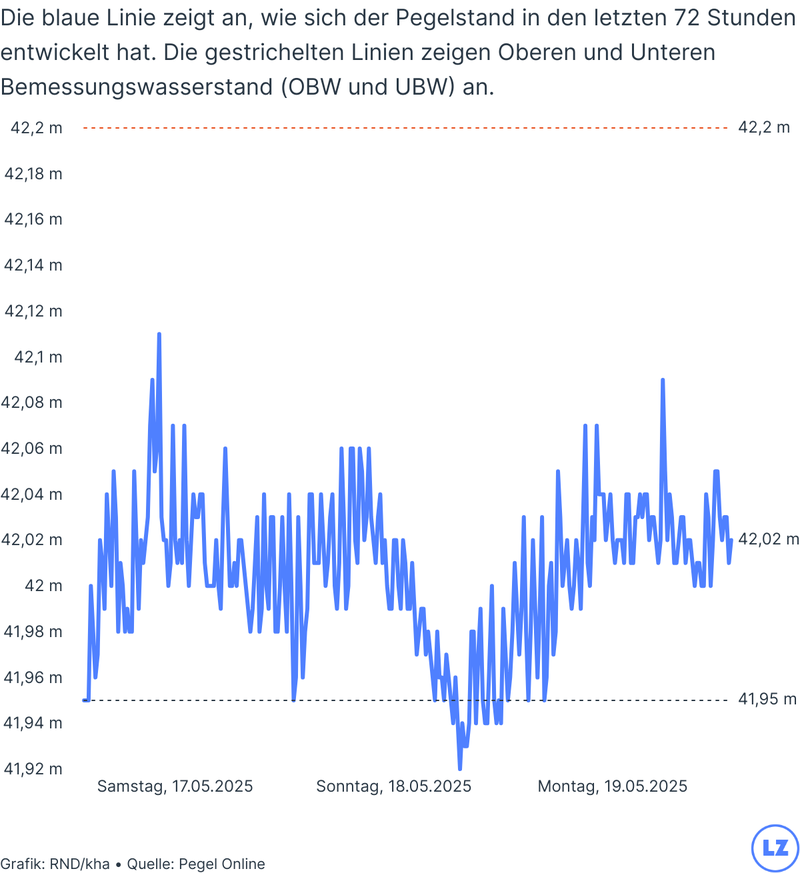 Die blaue Linie zeigt an, wie sich der Pegelstand in den letzten 72 Stunden
entwickelt hat. Die gestrichelten Linien zeigen Oberen und Unteren
Bemessungswasserstand (OBW und UBW) an.
42,2 m
42,2 m
42,18 m
42,16 m
42,14 m
42,12 m
42,1 m
42,08 m
42,06 m
42,04 m
42,02 m
42,02 m
42 m
41,98 m
41,96 m
41,95 m
41,94 m
41,92 m
Samstag, 17.05.2025
Sonntag, 18.05.2025
Montag, 19.05.2025
LZ
Grafik: RND/kha • Quelle: Pegel Online